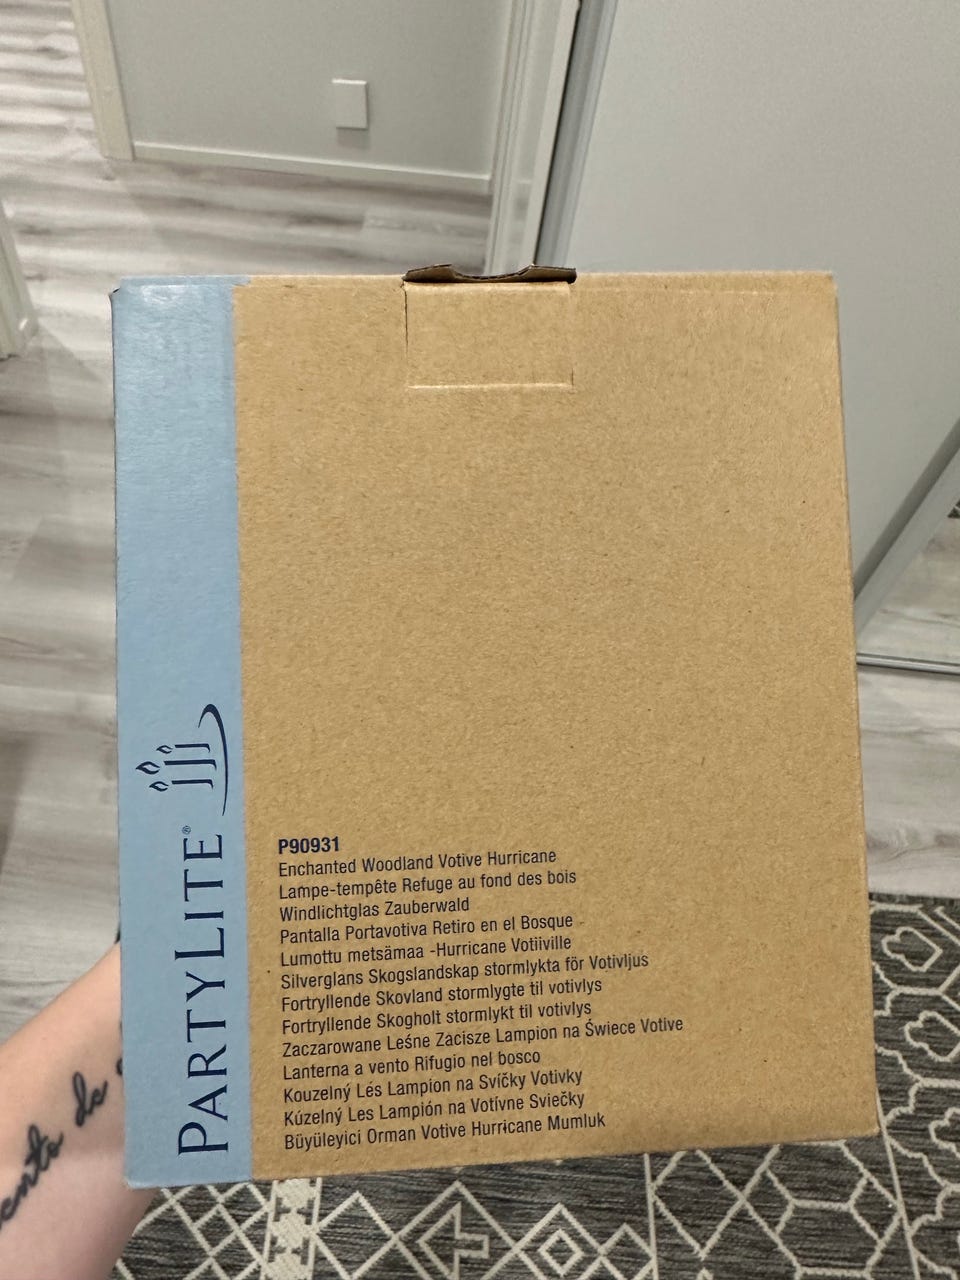 PARTYLITE®
P90931
Enchanted Woodland Votive Hurricane
Lampe-tempête Refuge au fond des bois
Windlichtglas Zauberwald
Pantalla Portavotiva Retiro en el Bosque
Lumottu metsämaa -Hurricane Votiiville
Silverglans Skogslandskap stormlykta för Votivljus
Fortryllende Skovland stormlygte til votivlys
Fortryllende Skogholt stormlykt til votivlys
Zaczarowane Leśne Zacisze Lampion na Świece Votive
Lanterna a vento Rifugio nel bosco
Kouzelný Lés Lampion na Svíčky Votivky
Kúzelný Les Lampión na Votívne Sviečky
Büyüleyici Orman Votive Hurricane Mumluk
de